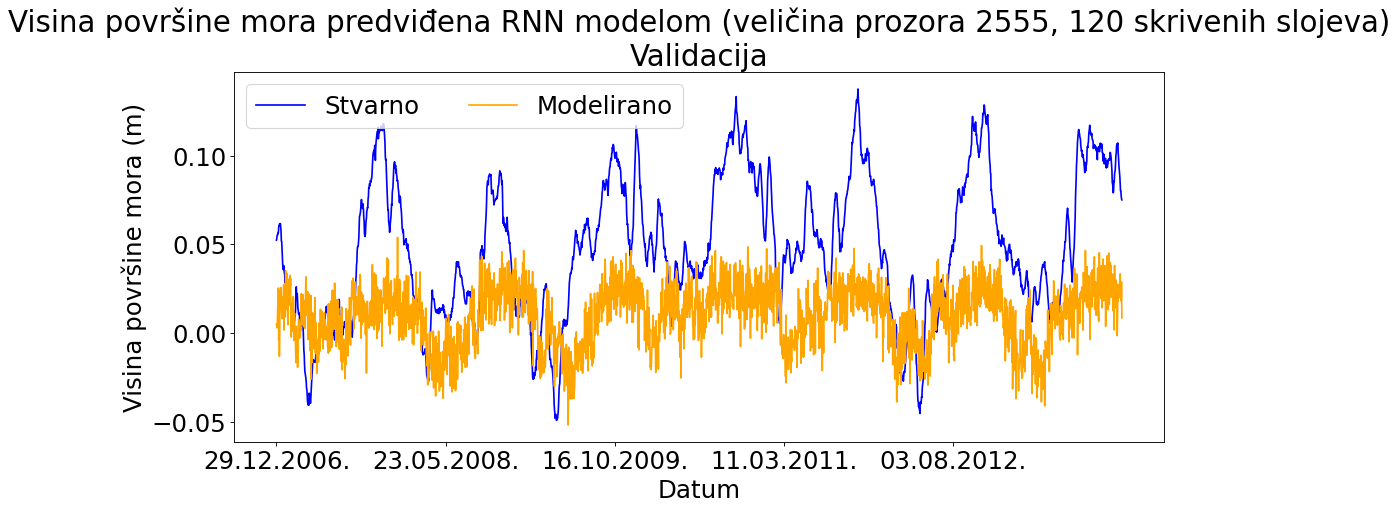 Visina površine mora predviđena RNN modelom (veličina prozora 2555, 120 skrivenih slojeva)
Validacija
Stvarno
Modelirano
Visina površine mora (m)
0.10
0.05
0.00
−0.05
29.12.2006.
23.05.2008.
16.10.2009.
11.03.2011.
03.08.2012.
Datum